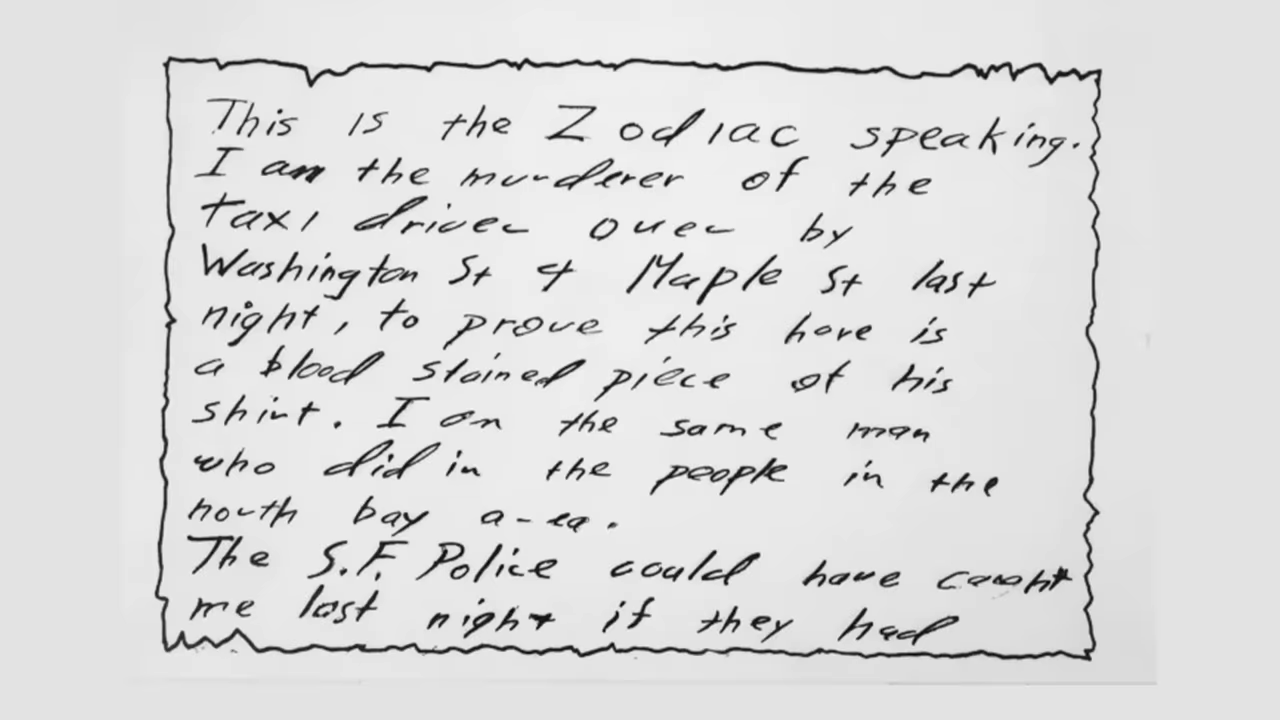 This is the Zodiac speaking.
I am the murderer of the
taxi driver over by
Washington St & Maple St last
night, to prove this here is
a blood stained piece of his
shirt. I am the same man
who did in the people in the
north bay area.
The S.F. Police could have caught
me last night if they had